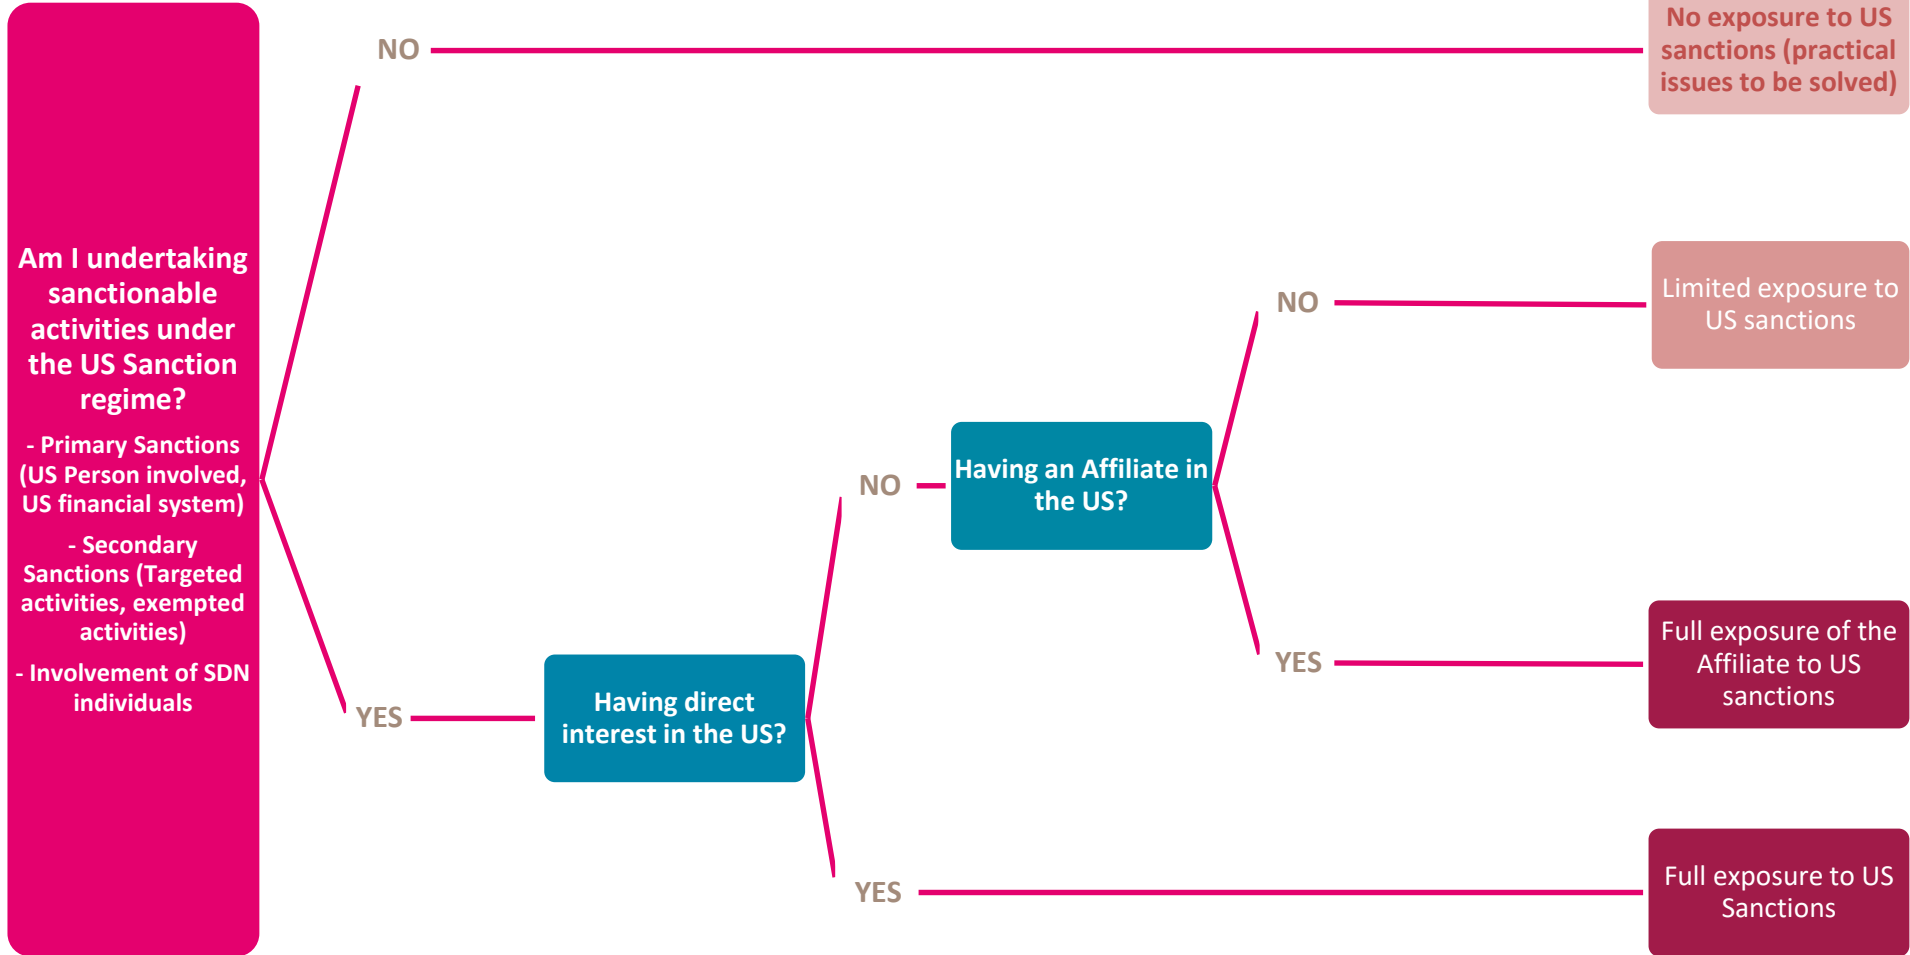 Am I undertaking
sanctionable
activities under
the US Sanction
regime?
- Primary Sanctions
(US Person involved,
US financial system)
- Secondary
Sanctions (Targeted
activities, exempted
activities)
- Involvement of SDN
individuals
NO
No exposure to US
sanctions (practical
issues to be solved)
YES
Having direct
interest in the US?
NO
Having an Affiliate in
the US?
NO
Limited exposure to
US sanctions
YES
Full exposure of the
Affiliate to US
sanctions
YES
Full exposure to US
Sanctions